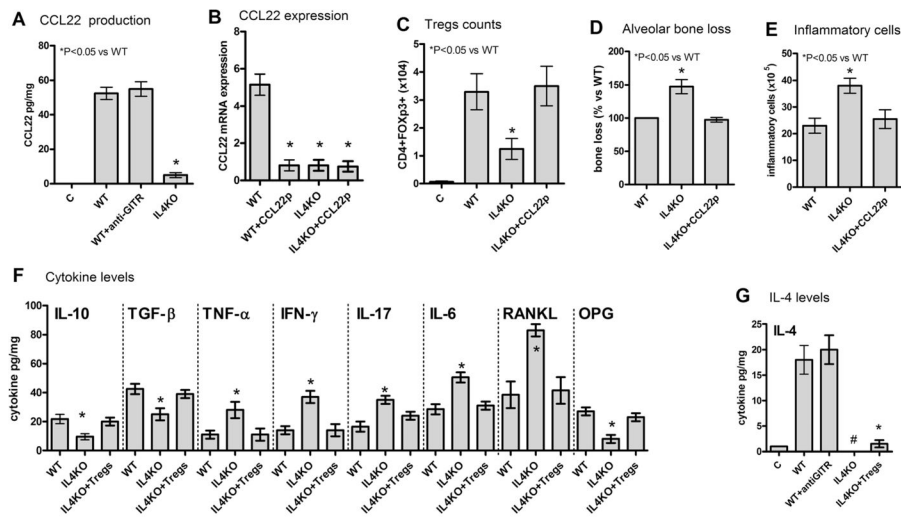 A CCL22 production
*P<0.05 vs WT
CCL22 pg/mg
80
60
40
20
0
C
WT
WT+anti-GITR
IL4KO
*
B CCL22 expression
CCL22 mRNA expression
8
6
4
2
0
WT
WT+CCL22p
IL4KO
IL4KO+CCL22p
* * *
C Tregs counts
*P<0.05 vs WT
CD4+FOXp3+ (x104)
5
4
3
2
1
0
C
WT
IL4KO
IL4KO+CCL22p
*
D Alveolar bone loss
*P<0.05 vs WT
bone loss (% vs WT)
200
150
100
50
0
WT
IL4KO
IL4KO+CCL22p
*
E Inflammatory cells
*P<0.05 vs WT
inflammatory cells (x10⁵)
50
40
30
20
10
0
WT
IL4KO
IL4KO+CCL22p
*
F Cytokine levels
cytokine pg/mg
100
80
60
40
20
0
IL-10 TGF-β TNF-α IFN-γ IL-17 IL-6 RANKL OPG
* * * * * * * *
WT IL4KO IL4KO+Tregs WT IL4KO IL4KO+Tregs WT IL4KO IL4KO+Tregs WT IL4KO IL4KO+Tregs WT IL4KO IL4KO+Tregs WT IL4KO IL4KO+Tregs WT IL4KO IL4KO+Tregs WT IL4KO IL4KO+Tregs
G IL-4 levels
IL-4
cytokine pg/mg
25
20
15
10
5
0
C
WT
WT+antiGITR
IL4KO
IL4KO+Tregs
# *